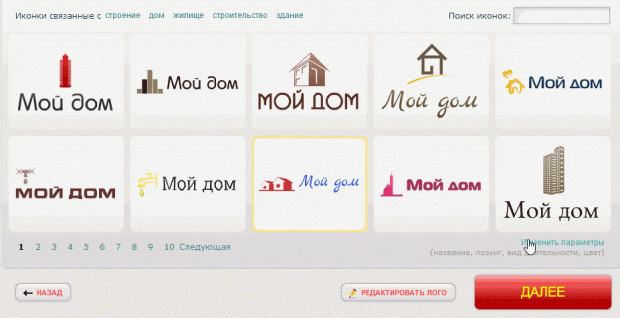 Иконки связанные с строение дом жилище строительство здание Поиск иконок:
Мой дом Мой дом МОЙ ДОМ Мой дом Мой дом
МОЙ ДОМ Мой дом Мой дом Мой дом Мой дом
1 2 3 4 5 6 7 8 9 10 Следующая Изменить параметры
(название, лозунг, вид деятельности, цвет)
НАЗАД РЕДАКТИРОВАТЬ ЛОГО ДАЛЕЕ